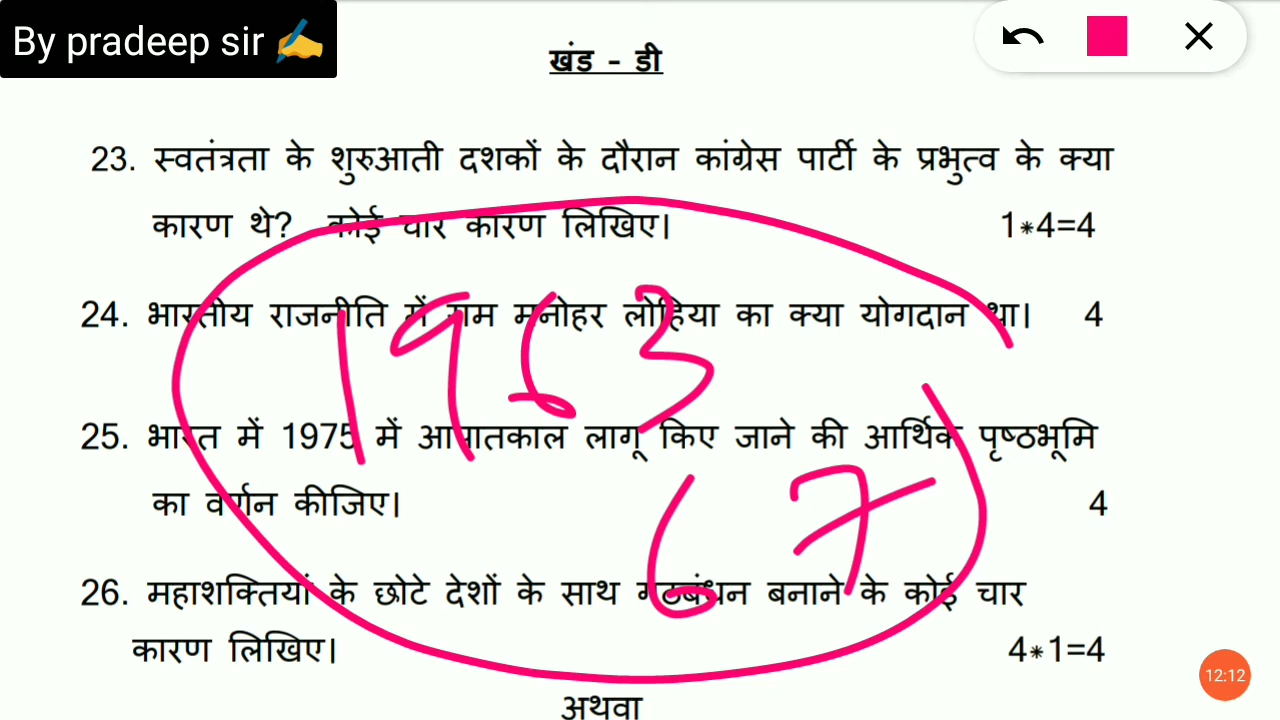 By pradeep sir ✍️
खंड - डी
23. स्वतंत्रता के शुरुआती दशकों के दौरान कांग्रेस पार्टी के प्रभुत्व के क्या
कारण थे? कोई चार कारण लिखिए। 1*4=4
24. भारतीय राजनीति में राम मनोहर लोहिया का क्या योगदान था। 4
1963
25. भारत में 1975 में आपातकाल लागू किए जाने की आर्थिक पृष्ठभूमि
का वर्णन कीजिए। 4
67
26. महाशक्तियां के छोटे देशों के साथ गठबंधन बनाने के कोई चार
कारण लिखिए। 4*1=4
अथवा
12:12